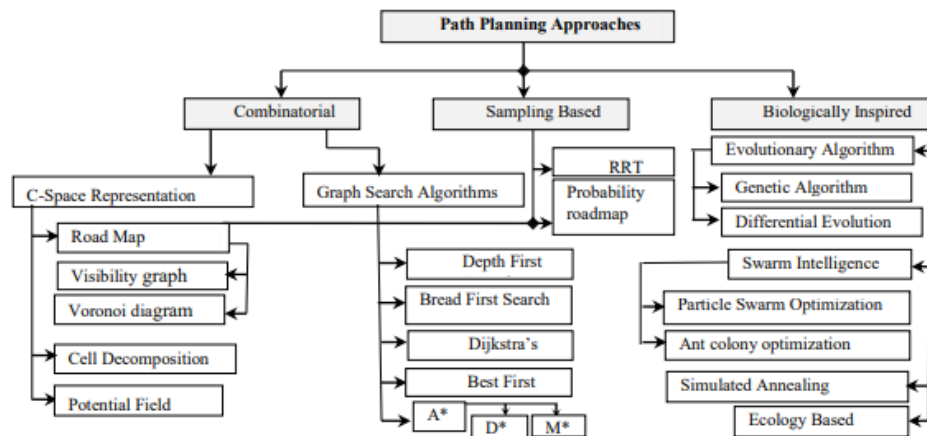 Path Planning Approaches
Combinatorial
Sampling Based
Biologically Inspired
C-Space Representation
Graph Search Algorithms
RRT
Probability
roadmap
Evolutionary Algorithm
Genetic Algorithm
Differential Evolution
Road Map
Visibility graph
Voronoi diagram
Cell Decomposition
Potential Field
Depth First
Bread First Search
Dijkstra's
Best First
A*
D*
M*
Swarm Intelligence
Particle Swarm Optimization
Ant colony optimization
Simulated Annealing
Ecology Based